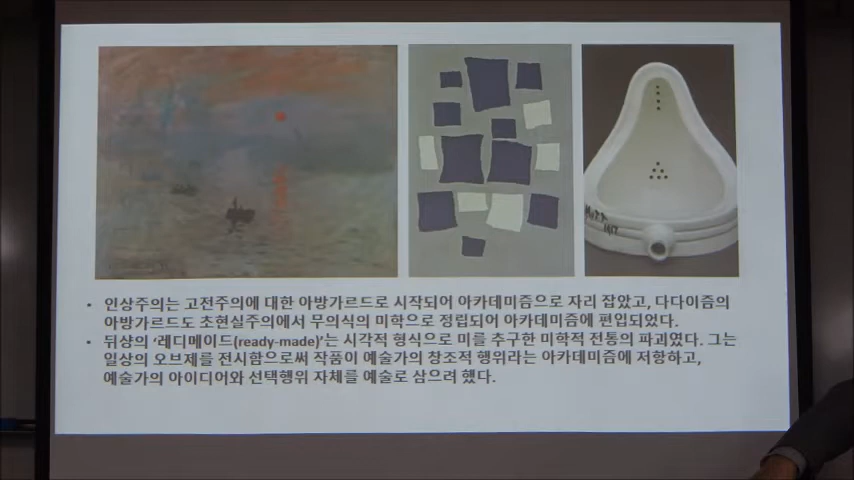 R. MUTT
1917
• 인상주의는 고전주의에 대한 아방가르드로 시작되어 아카데미즘으로 자리 잡았고, 다다이즘의
아방가르드도 초현실주의에서 무의식의 미학으로 정립되어 아카데미즘에 편입되었다.
• 뒤샹의 '레디메이드(ready-made)'는 시각적 형식으로 미를 추구한 미학적 전통의 파괴였다. 그는
일상의 오브제를 전시함으로써 작품이 예술가의 창조적 행위라는 아카데미즘에 저항하고,
예술가의 아이디어와 선택행위 자체를 예술로 삼으려 했다.